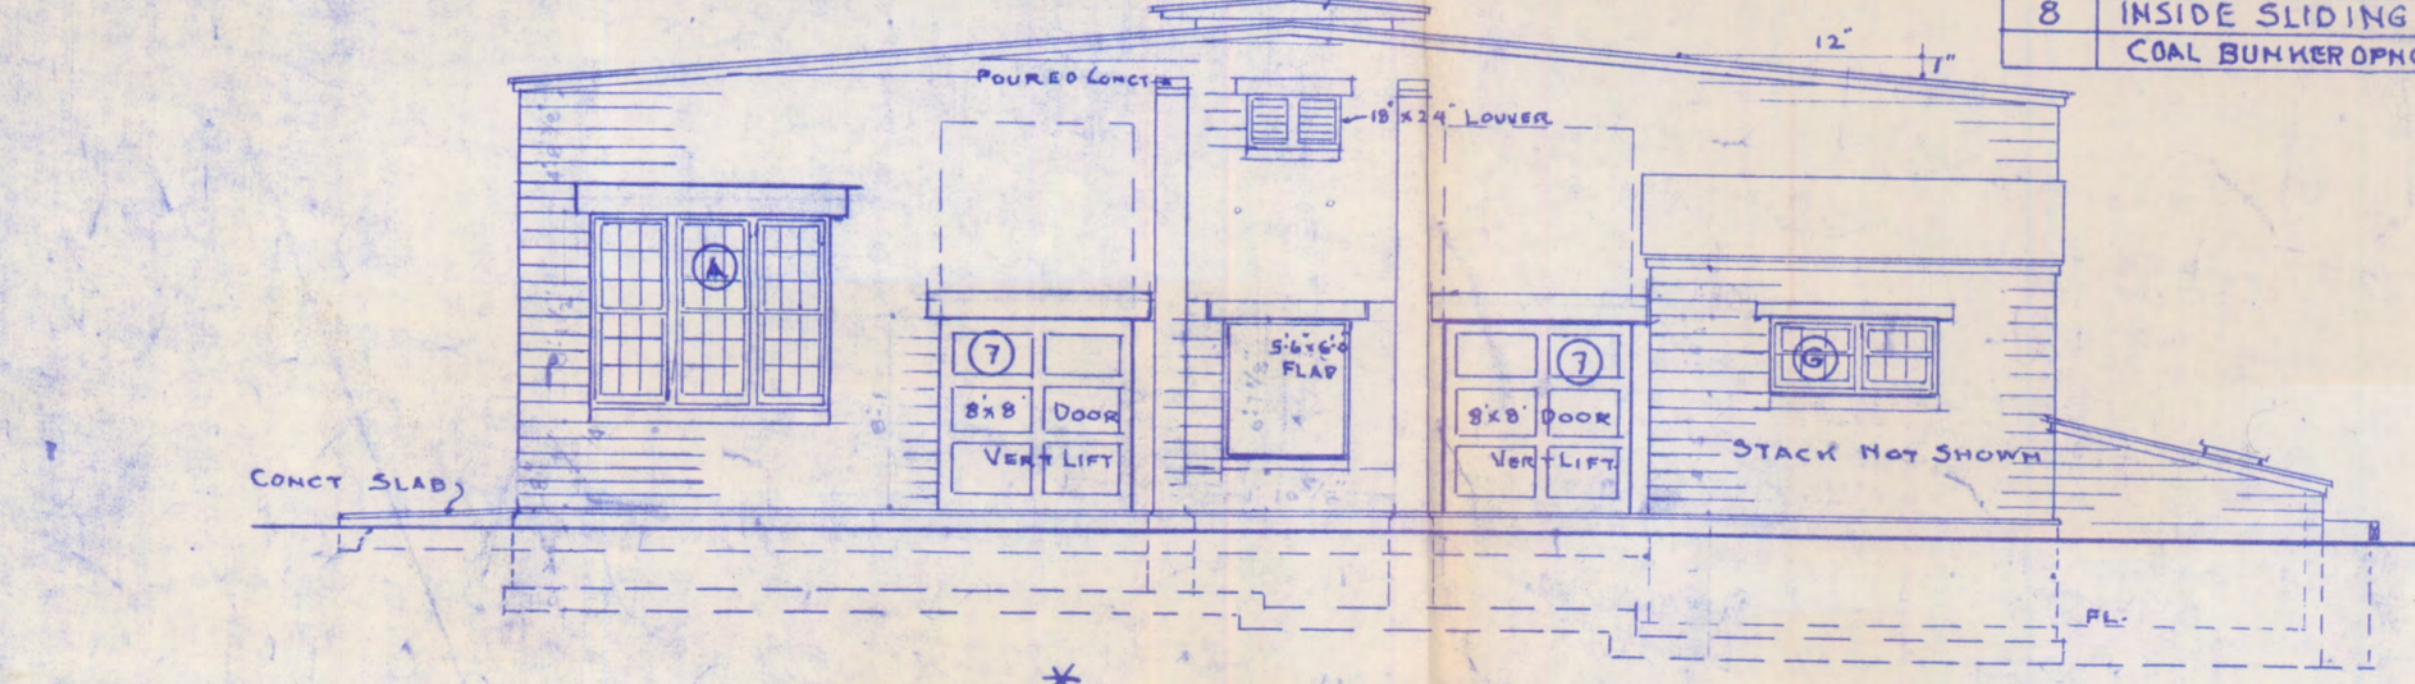 8 INSIDE SLIDING
COAL BUNKER OPNG
12"
1"
POURED CONCT
18"x24" LOUVER
A
7
8'x8' DOOR
VERT LIFT
5'-6"x6'-0
FLAP
7
8'x8' DOOR
VERT LIFT
G
STACK NOT SHOWN
CONCT SLAB
FL.